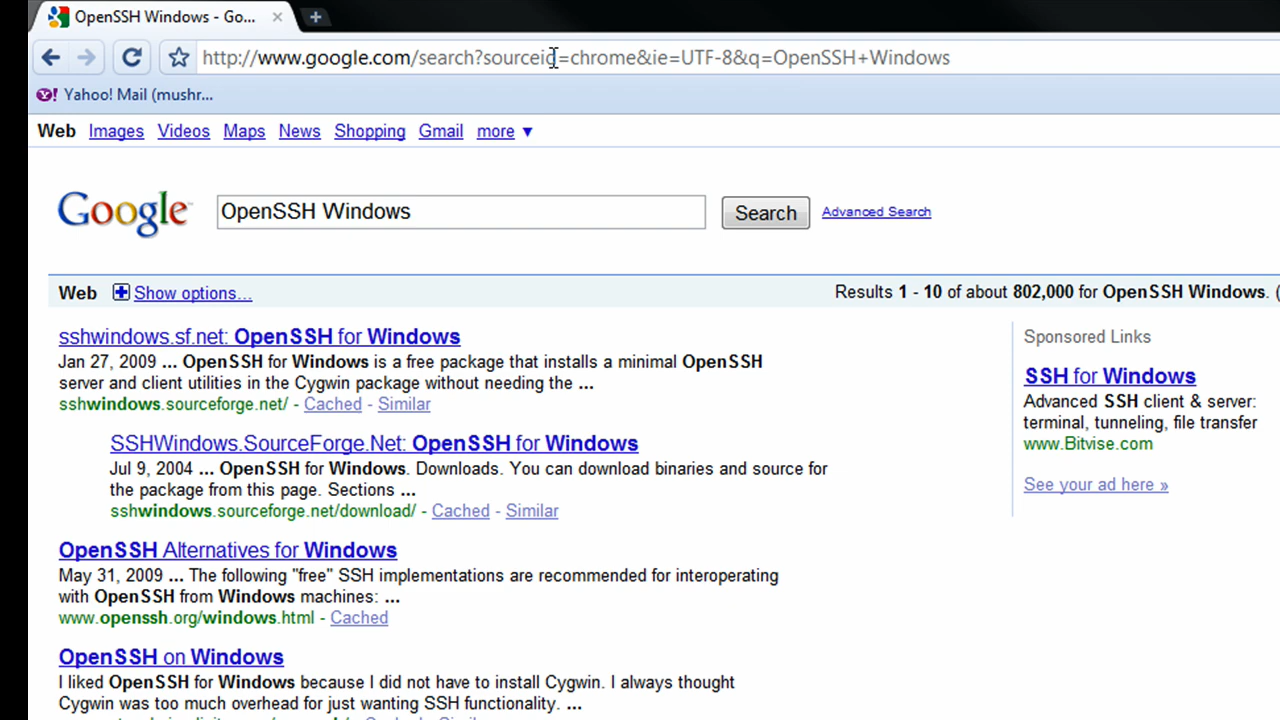 OpenSSH Windows - Go...
http://www.google.com/search?sourceid=chrome&ie=UTF-8&q=OpenSSH+Windows
Yahoo! Mail (mushr...
Web Images Videos Maps News Shopping Gmail more ▼
Google OpenSSH Windows Search Advanced Search
Web Show options... Results 1 - 10 of about 802,000 for OpenSSH Windows. (
sshwindows.sf.net: OpenSSH for Windows
Jan 27, 2009 ... OpenSSH for Windows is a free package that installs a minimal OpenSSH
server and client utilities in the Cygwin package without needing the ...
sshwindows.sourceforge.net/ - Cached - Similar
SSHWindows.SourceForge.Net: OpenSSH for Windows
Jul 9, 2004 ... OpenSSH for Windows. Downloads. You can download binaries and source for
the package from this page. Sections ...
sshwindows.sourceforge.net/download/ - Cached - Similar
OpenSSH Alternatives for Windows
May 31, 2009 ... The following "free" SSH implementations are recommended for interoperating
with OpenSSH from Windows machines: ...
www.openssh.org/windows.html - Cached
OpenSSH on Windows
I liked OpenSSH for Windows because I did not have to install Cygwin. I always thought
Cygwin was too much overhead for just wanting SSH functionality. ...
Sponsored Links
SSH for Windows
Advanced SSH client & server:
terminal, tunneling, file transfer
www.Bitvise.com
See your ad here »